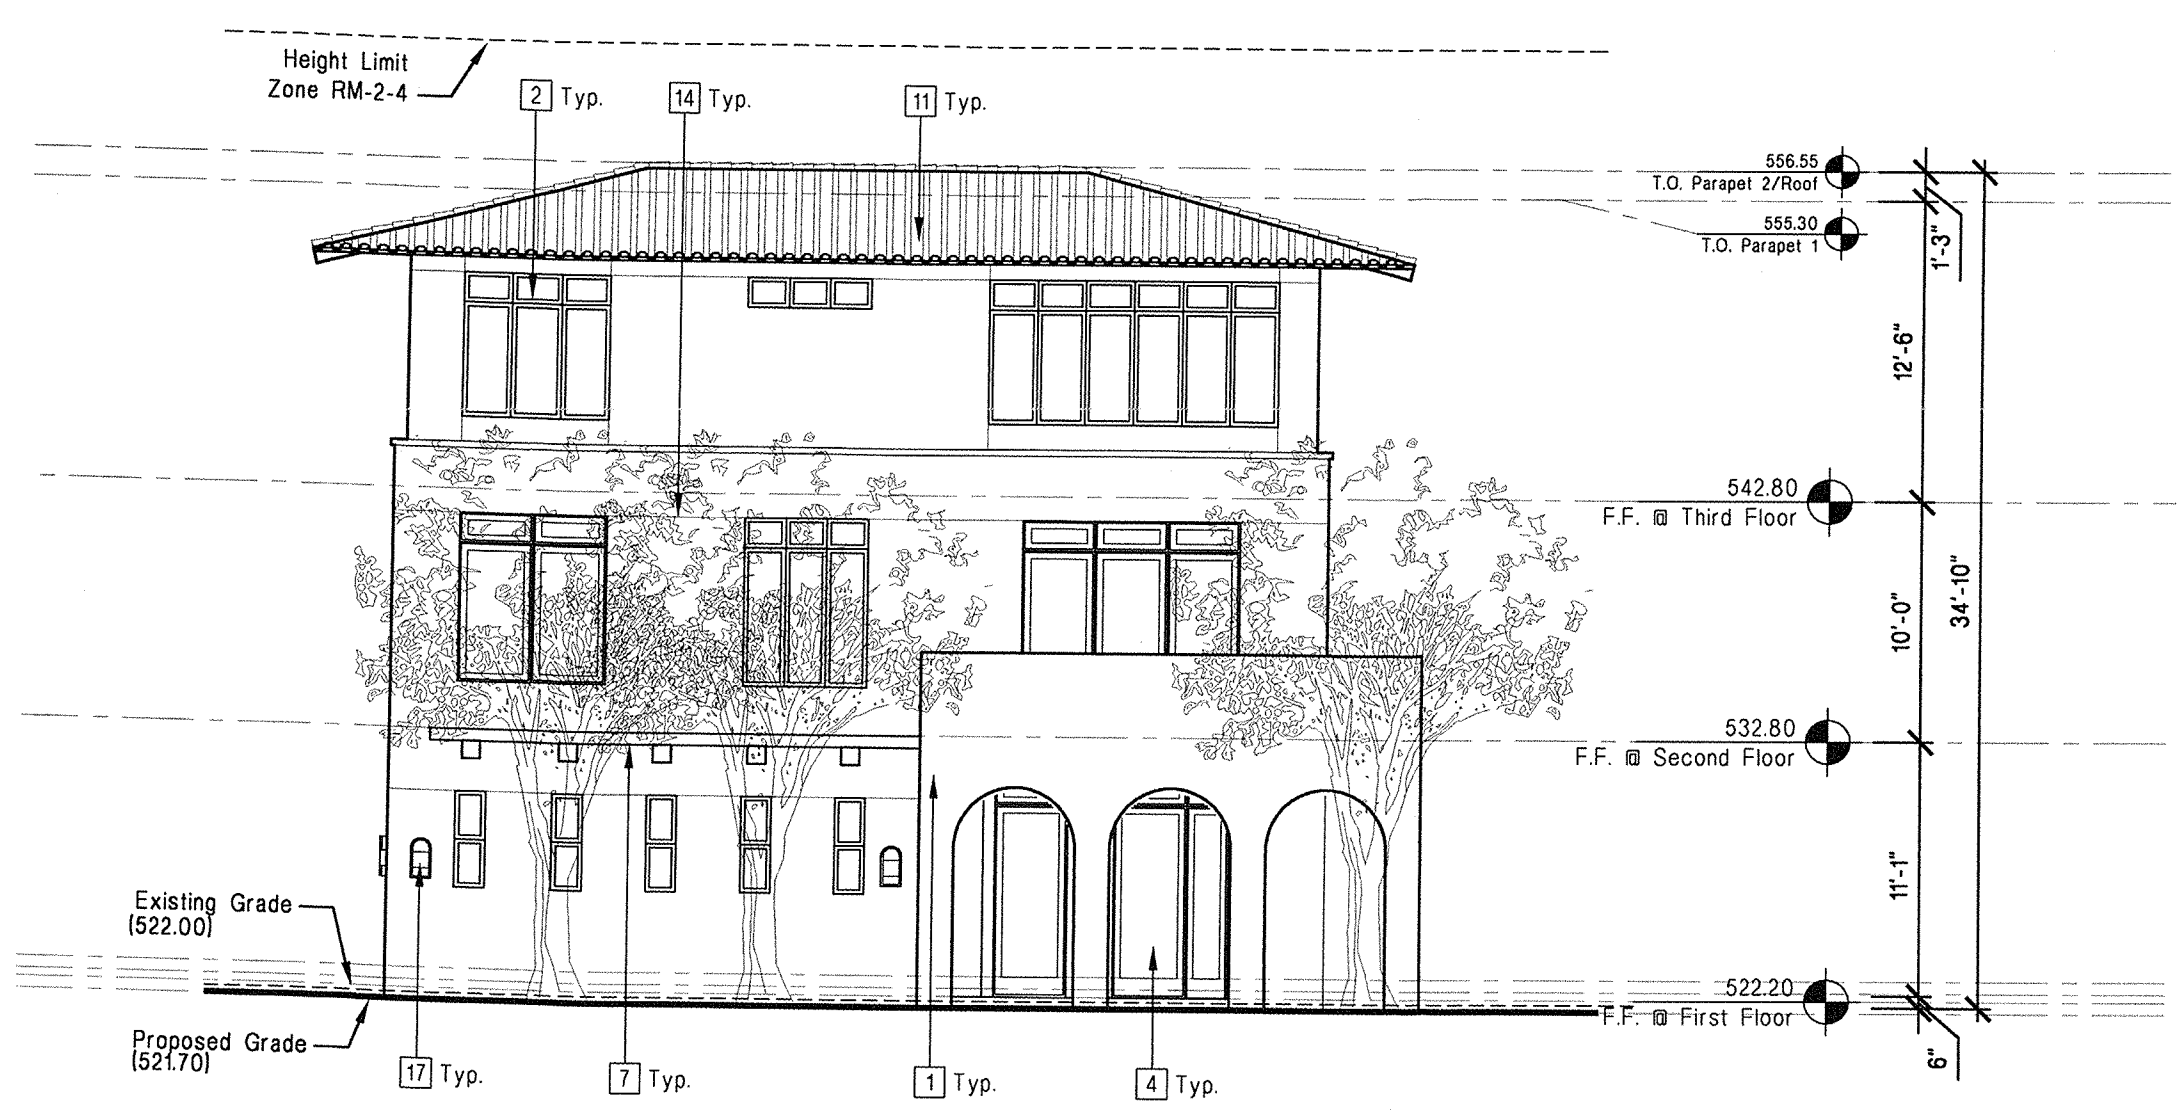 Height Limit
Zone RM-2-4
2 Typ.
14 Typ.
11 Typ.
556.55
T.O. Parapet 2/Roof
555.30
T.O. Parapet 1
1'-3"
12'-6"
542.80
F.F. @ Third Floor
10'-0"
34'-10"
532.80
F.F. @ Second Floor
11'-1"
Existing Grade
(522.00)
522.20
F.F. @ First Floor
Proposed Grade
(521.70)
6"
17 Typ.
7 Typ.
1 Typ.
4 Typ.